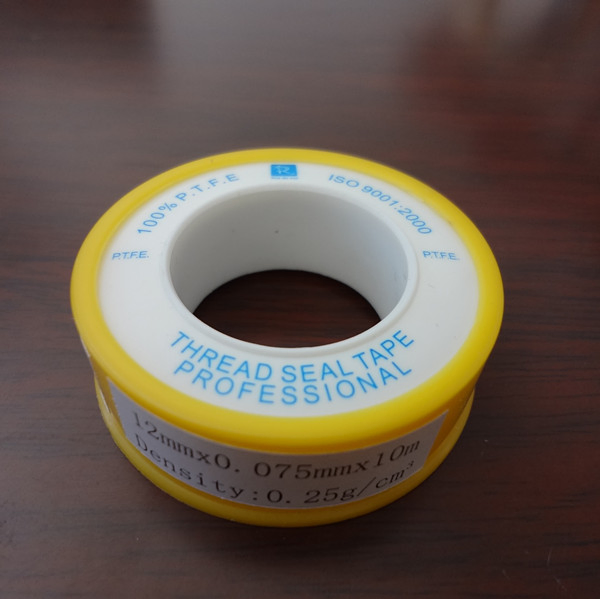 100% P.T.F.E
R
ISO 9001:2000
P.T.F.E.
P.T.F.E.
THREAD SEAL TAPE
PROFESSIONAL
12mmx0.075mmx10m
Density:0.25g/cm³